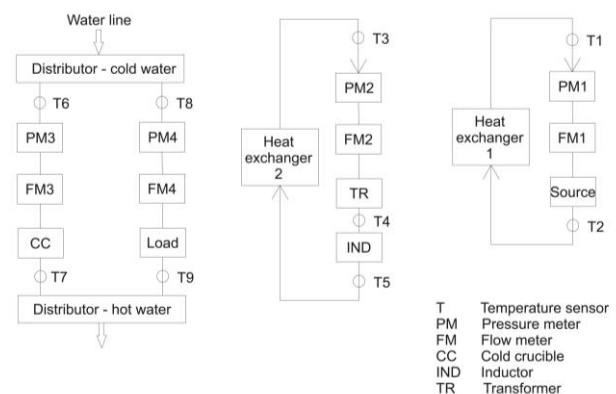 Water line
Distributor - cold water
T6
T8
PM3
PM4
FM3
FM4
CC
Load
T7
T9
Distributor - hot water
T3
PM2
Heat
exchanger
2
FM2
TR
T4
IND
T5
T1
PM1
Heat
exchanger
1
FM1
Source
T2
T Temperature sensor
PM Pressure meter
FM Flow meter
CC Cold crucible
IND Inductor
TR Transformer